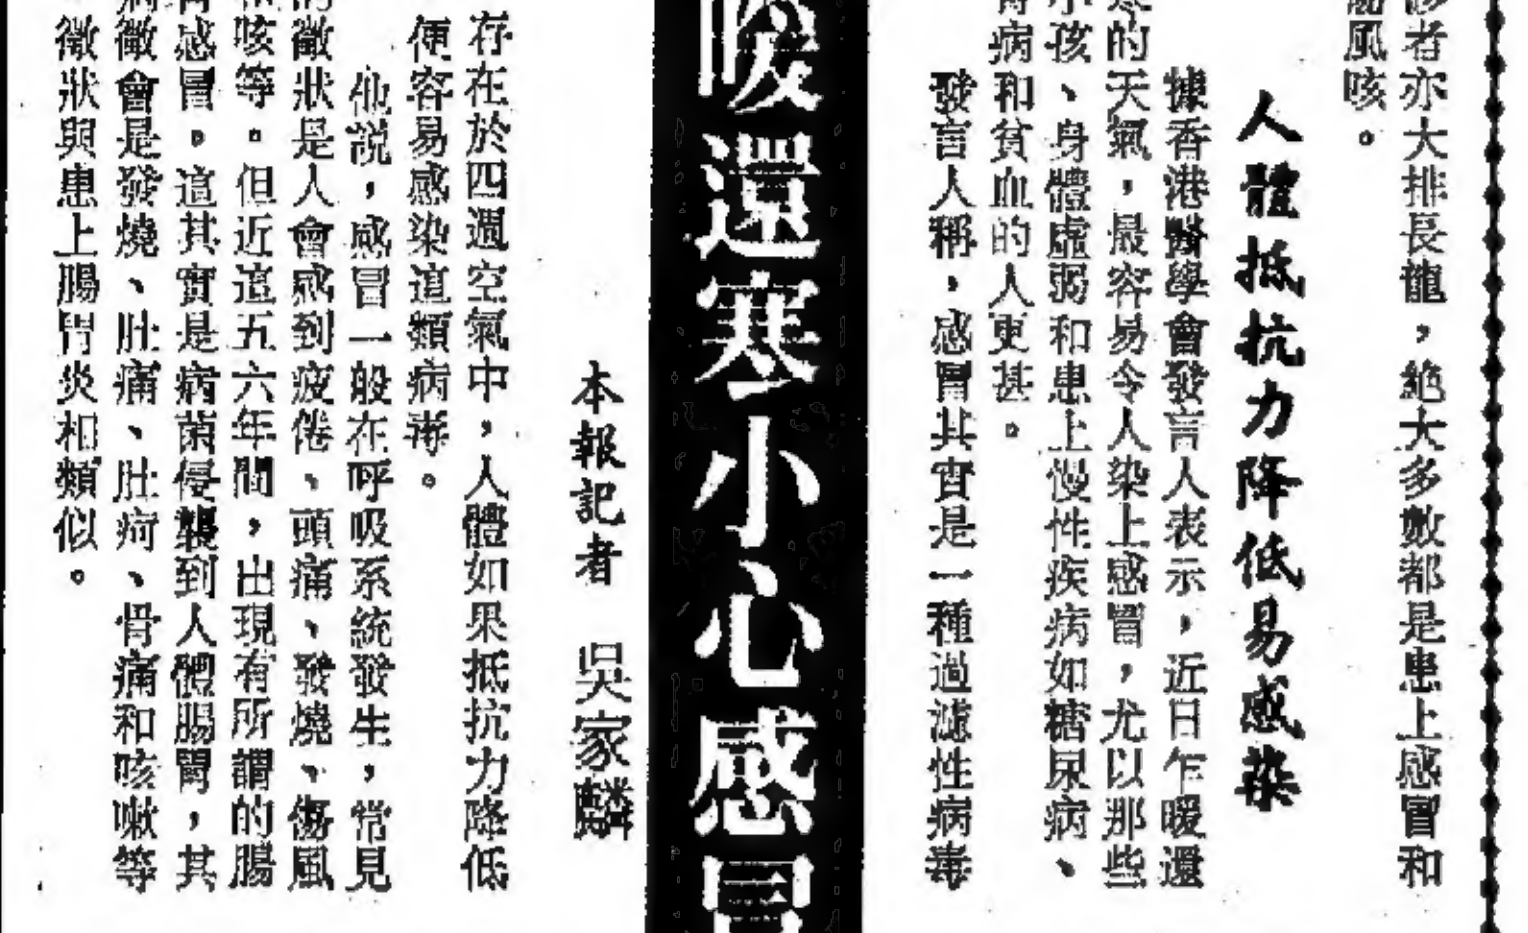 診者亦大排長龍，絶大多數都是患上感冒和
傷風咳。
人體抵抗力降低易感染
據香港醫學會發言人表示，近日乍暖還
寒的天氣，最容易令人染上感冒，尤以那些
小孩、身體虛弱和患上慢性疾病如糖尿病、
腎病和貧血的人更甚。
發言人稱，感冒其實是一種過濾性病毒
暖還寒小心感冒
本報記者 吳家麟
存在於四週空氣中，人體如果抵抗力降低
便容易感染這類病毒。
他説，感冒一般在呼吸系統發生，常見
的徵狀是人會感到疲倦、頭痛、發燒、傷風
和咳等。但近這五六年間，出現有所謂的腸
胃感冒。這其實是病菌侵襲到人體腸胃，其
病徵會是發燒、肚痛、肚疴、骨痛和咳嗽等
，徵狀與患上腸胃炎相類似。